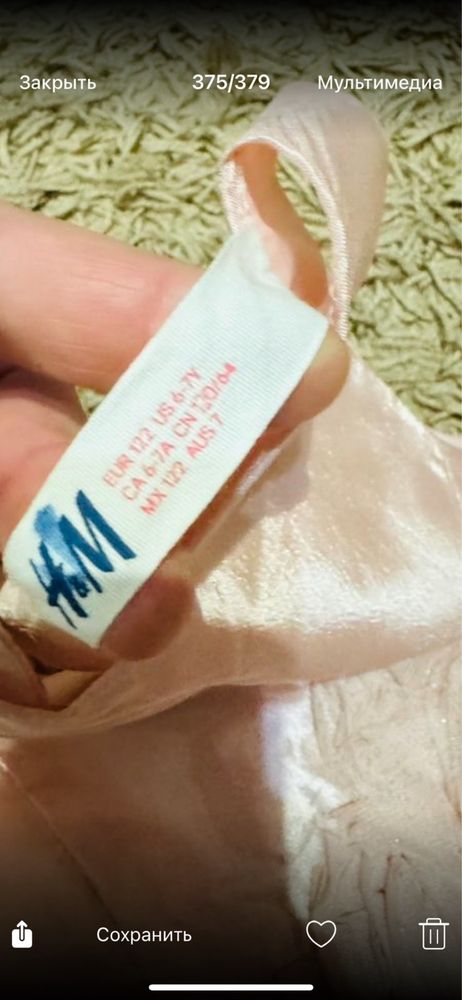 Закрыть 375/379 Мультимедиа
EUR 122 US 6-7Y
CA 6-7A CN 120/64
MX 122 AUS 7
H&M
Сохранить